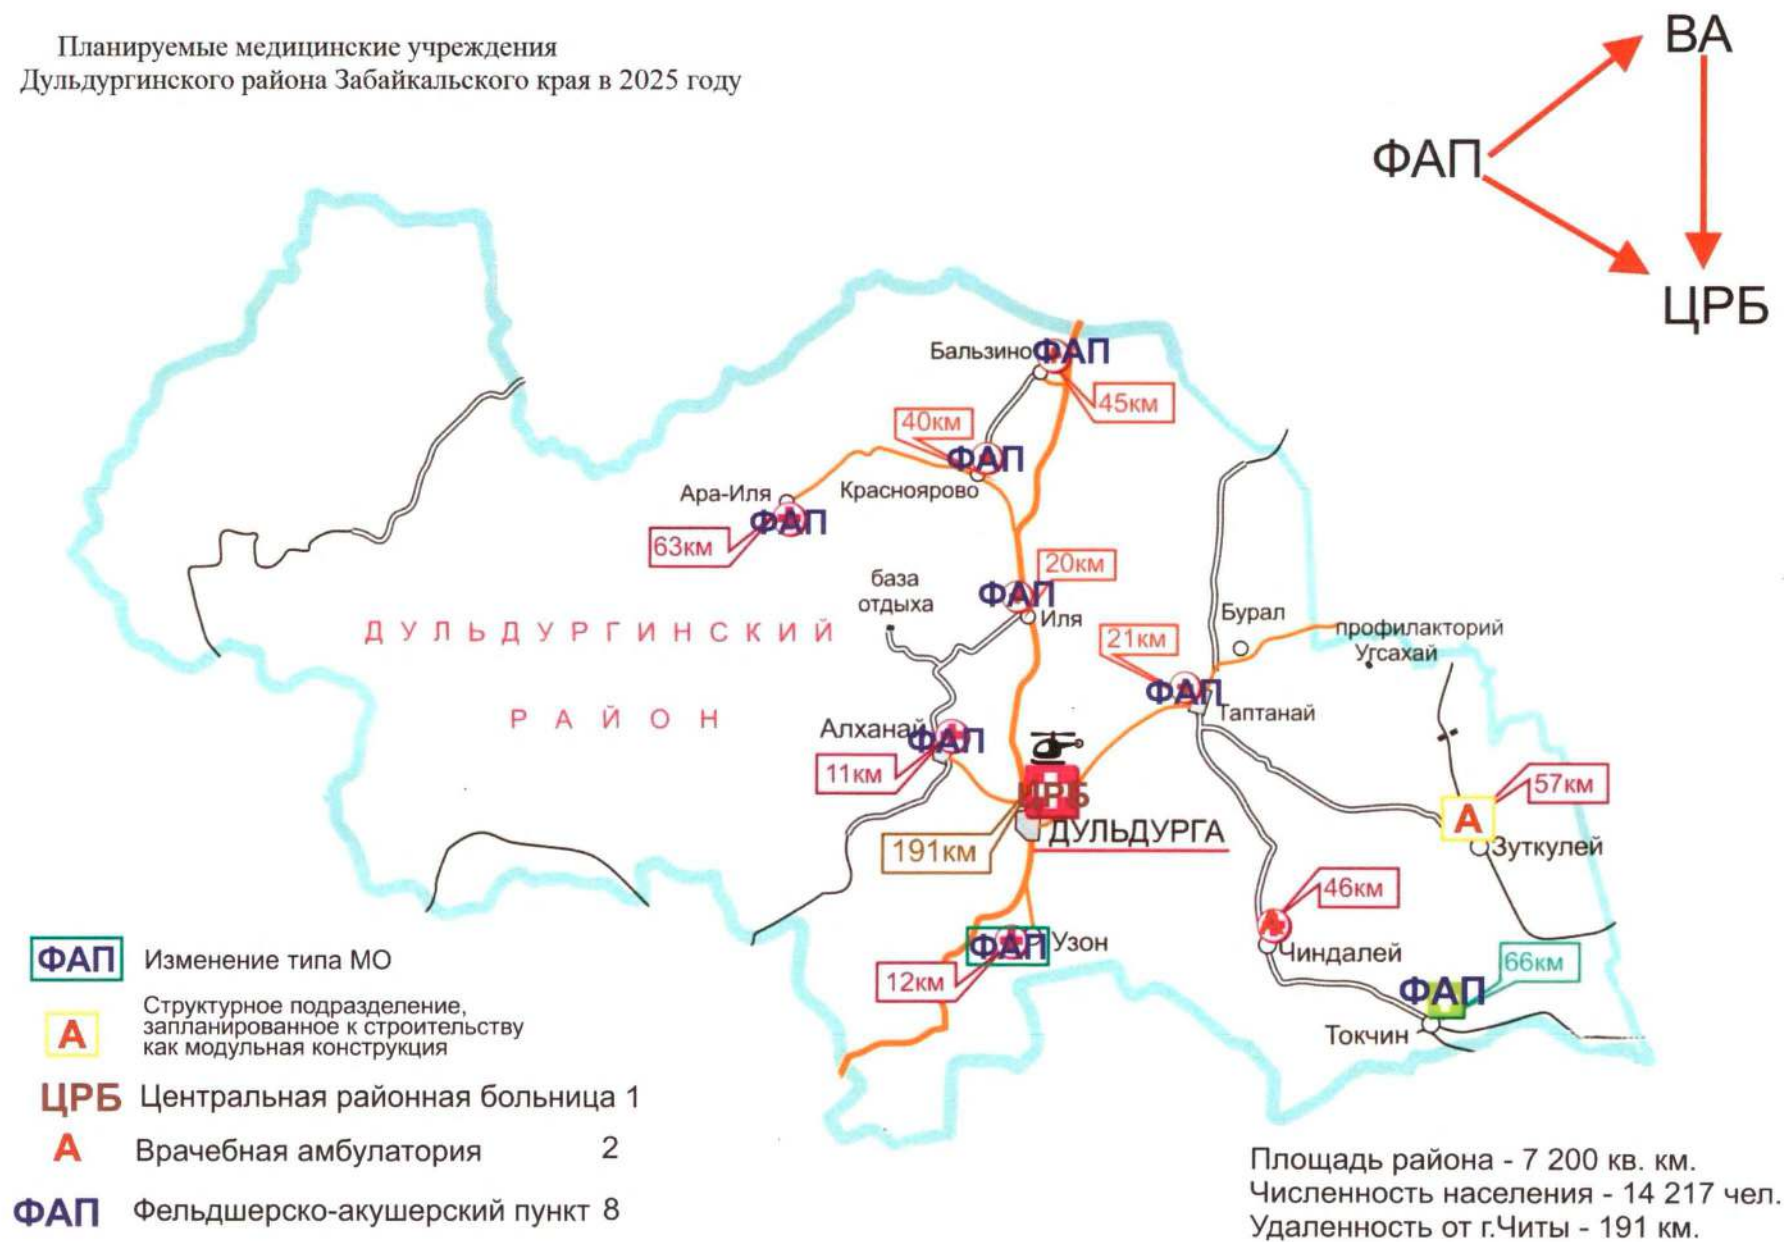 Планируемые медицинские учреждения
Дульдургинского района Забайкальского края в 2025 году
ВА
ФАП
ЦРБ
Бальзино
ФАП
45км
40км
ФАП
Красноярово
Ара-Иля
ФАП
63км
20км
ФАП
Иля
база
отдыха
ДУЛЬДУРГИНСКИЙ
РАЙОН
Бурал
профилакторий
Угсахай
21км
ФАП
Таптанай
Алханай
ФАП
11км
ЦРБ
ДУЛЬДУРГА
191км
57км
А
Зуткулей
46км
А
Чиндалей
ФАП
Узон
12км
66км
ФАП
Токчин
ФАП Изменение типа МО
А Структурное подразделение,
запланированное к строительству
как модульная конструкция
ЦРБ Центральная районная больница 1
А Врачебная амбулатория 2
ФАП Фельдшерско-акушерский пункт 8
Площадь района - 7 200 кв. км.
Численность населения - 14 217 чел.
Удаленность от г.Читы - 191 км.